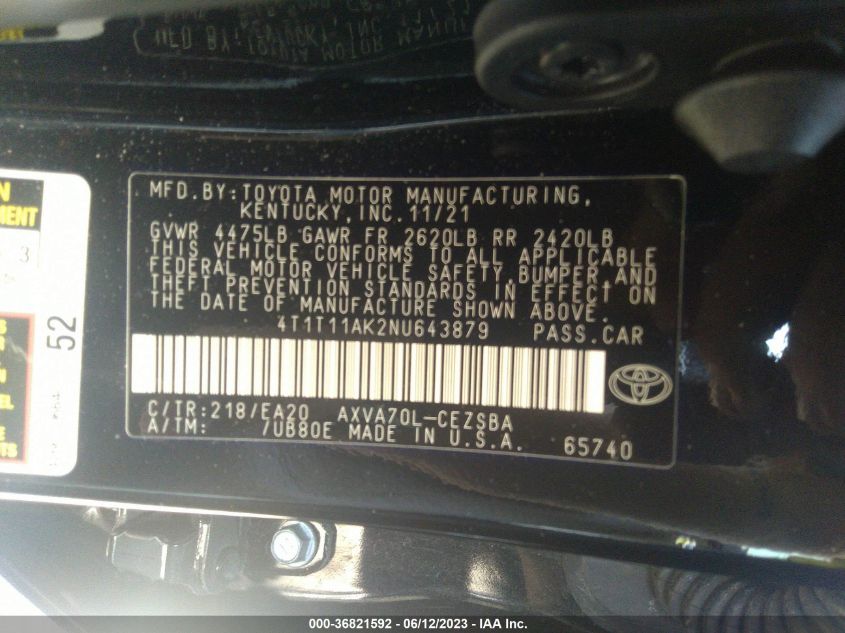 MFD.BY:TOYOTA MOTOR MANUFACTURING,
KENTUCKY,INC.11/21
GVWR 4475LB GAWR FR 2620LB RR 2420LB
THIS VEHICLE CONFORMS TO ALL APPLICABLE
FEDERAL MOTOR VEHICLE SAFETY, BUMPER AND
THEFT PREVENTION STANDARDS IN EFFECT ON
THE DATE OF MANUFACTURE SHOWN ABOVE.
4T1T11AK2NU643879 PASS.CAR
C/TR:218/EA20 AXVA70L-CEZSBA
A/TM: 7UB80E MADE IN U.S.A. 65740
52
3
000-36821592 - 06/12/2023 - IAA Inc.